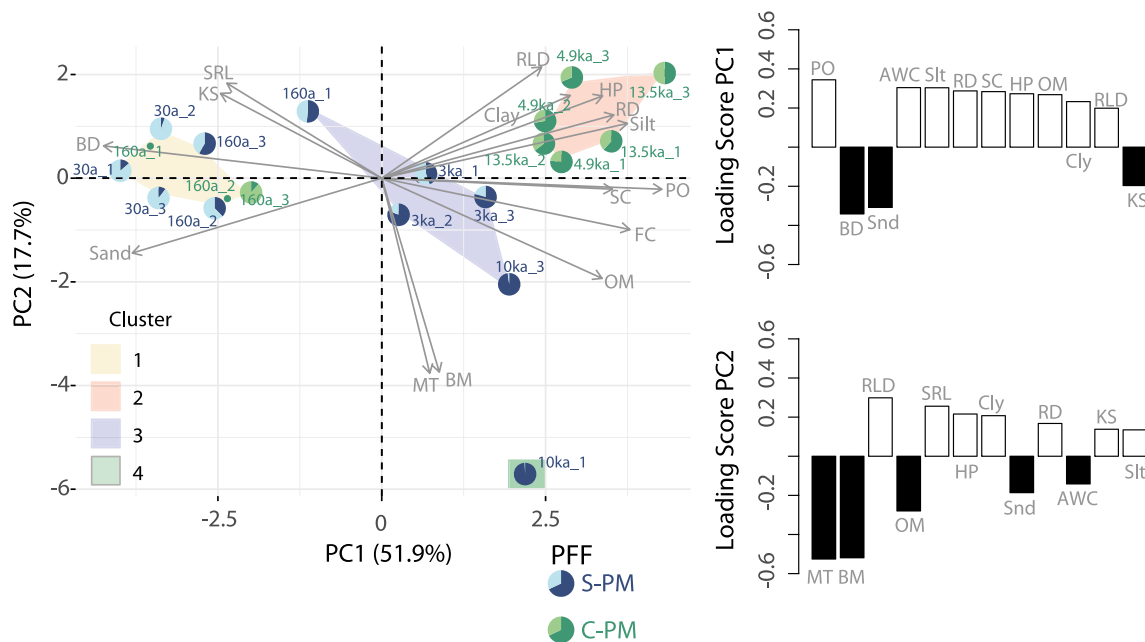 PC2 (17.7%)
2
0
-2
-4
-6
-2.5
0
2.5
PC1 (51.9%)
SRL
KS
BD
Sand
RLD
HP
Clay
RD
Silt
PO
SC
FC
OM
MT
BM
30a_2
160a_1
160a_3
160a_1
30a_1
160a_2
160a_3
30a_3
160a_2
4.9ka_3
13.5ka_3
4.9ka_2
13.5ka_2
13.5ka_1
4.9ka_1
3ka_1
3ka_3
3ka_2
10ka_3
10ka_1
Cluster
1
2
3
4
PFF
S-PM
C-PM
Loading Score PC1
0.6
0.2
-0.2
-0.6
PO
BD
Snd
AWC
Slt
RD
SC
HP
OM
Cly
RLD
KS
Loading Score PC2
0.6
0.4
0.2
-0.2
-0.6
MT
BM
RLD
OM
SRL
HP
Cly
Snd
RD
AWC
KS
Slt